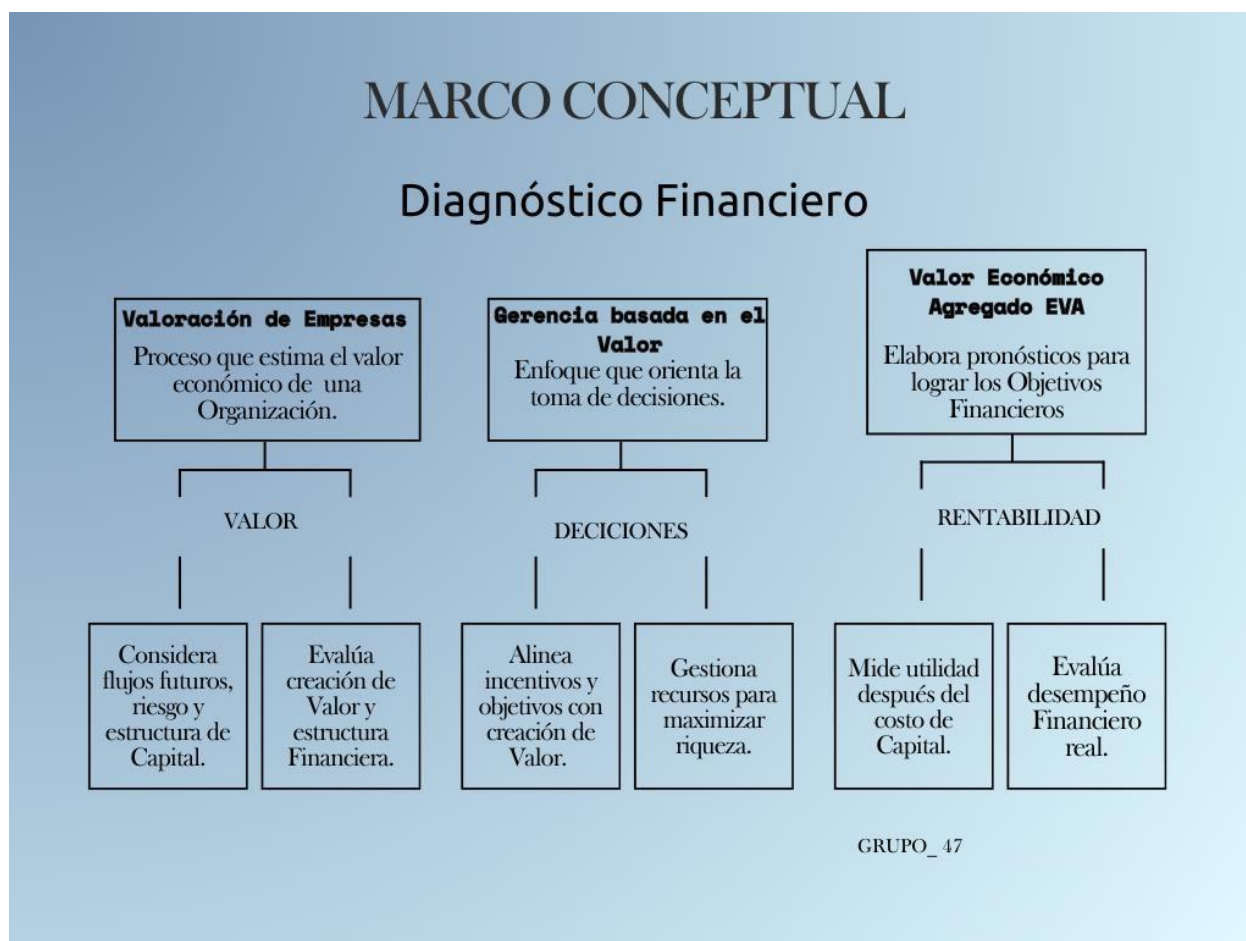 MARCO CONCEPTUAL
Diagnóstico Financiero
Valoración de Empresas
Proceso que estima el valor
económico de una
Organización.
Gerencia basada en el
Valor
Enfoque que orienta la
toma de decisiones.
Valor Económico
Agregado EVA
Elabora pronósticos para
lograr los Objetivos
Financieros
VALOR
DECICIONES
RENTABILIDAD
Considera
flujos futuros,
riesgo y
estructura de
Capital.
Evalúa
creación de
Valor y
estructura
Financiera.
Alinea
incentivos y
objetivos con
creación de
Valor.
Gestiona
recursos para
maximizar
riqueza.
Mide utilidad
después del
costo de
Capital.
Evalúa
desempeño
Financiero
real.
GRUPO_ 47